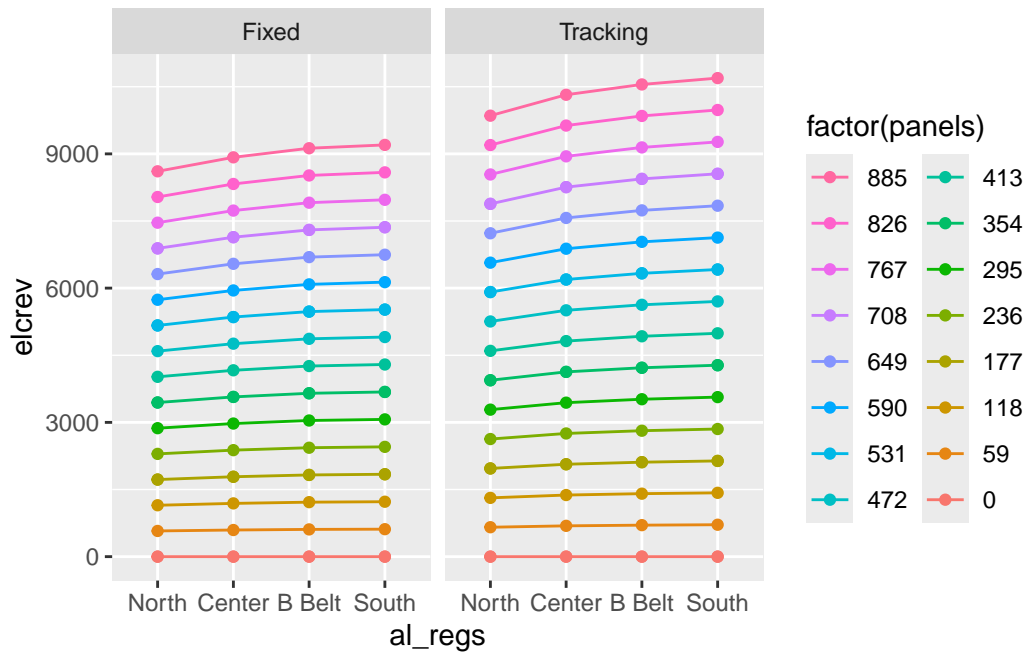 Fixed Tracking
9000
6000
3000
0
elcrev
North Center B Belt South North Center B Belt South
al_regs
factor(panels)
885 413
826 354
767 295
708 236
649 177
590 118
531 59
472 0